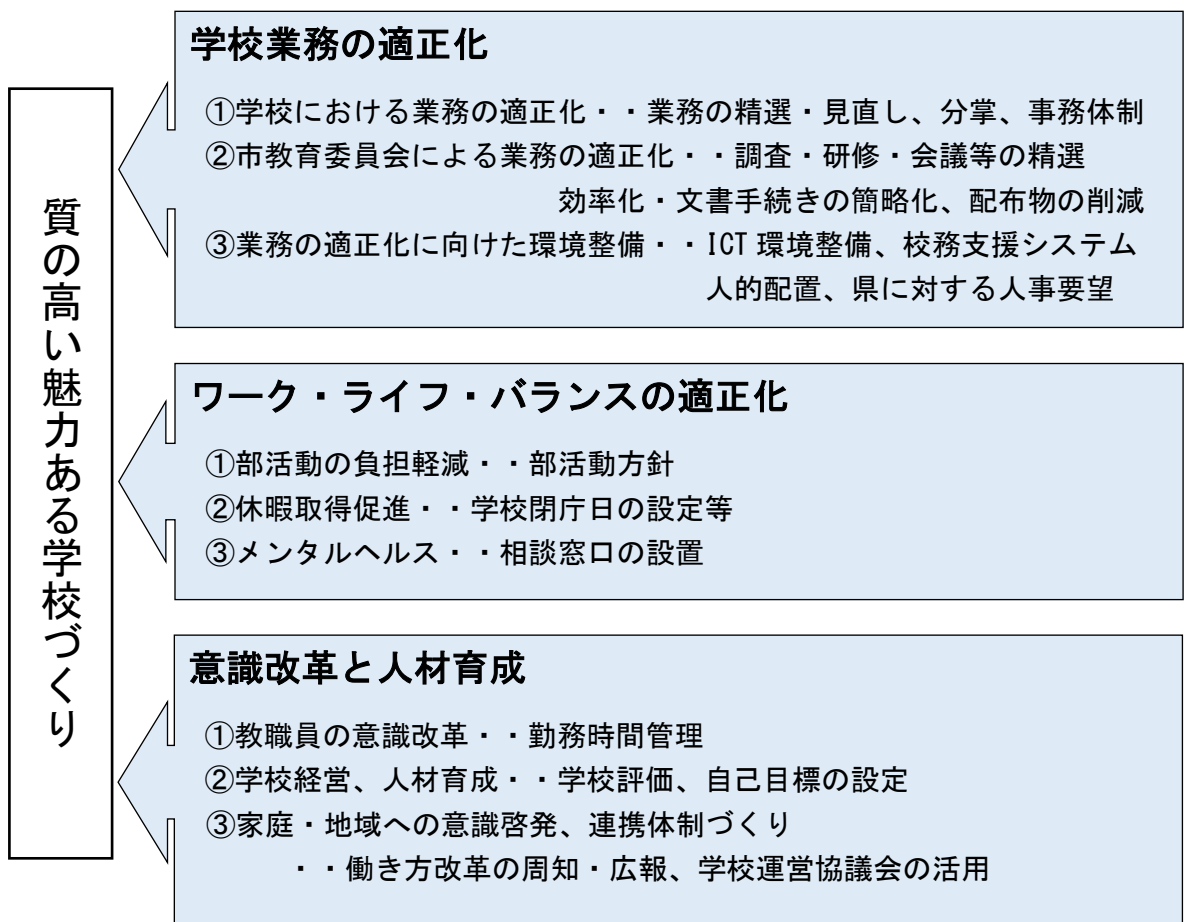 質の高い魅力ある学校づくり
学校業務の適正化
①学校における業務の適正化・・業務の精選・見直し、分掌、事務体制
②市教育委員会による業務の適正化・・調査・研修・会議等の精選
効率化・文書手続きの簡略化、配布物の削減
③業務の適正化に向けた環境整備・・ICT環境整備、校務支援システム
人的配置、県に対する人事要望
ワーク・ライフ・バランスの適正化
①部活動の負担軽減・・部活動方針
②休暇取得促進・・学校閉庁日の設定等
③メンタルヘルス・・相談窓口の設置
意識改革と人材育成
①教職員の意識改革・・勤務時間管理
②学校経営、人材育成・・学校評価、自己目標の設定
③家庭・地域への意識啓発、連携体制づくり
・・働き方改革の周知・広報、学校運営協議会の活用